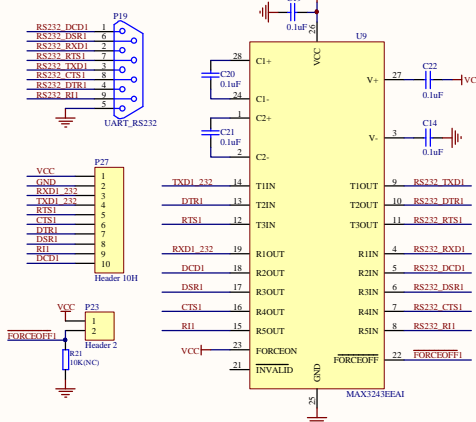 P19
RS232_DCD1 1
RS232_DSR1 6
RS232_RXD1 2
RS232_RTS1 7
RS232_TXD1 3
RS232_CTS1 8
RS232_DTR1 4
RS232_RI1 9
5
UART_RS232
P27
VCC 1
GND 2
RXD1_232 3
TXD1_232 4
RTS1 5
CTS1 6
DTR1 7
DSR1 8
RI1 9
DCD1 10
Header 10H
VCC
P23
1
2
FORCEOFF1
Header 2
R21
10K(NC)
0.1uF
26
U9
VCC
28 C1+
C20
0.1uF
24 C1-
1 C2+
C21
0.1uF
2 C2-
V+ 27
C22
VCC
0.1uF
V- 3
C14
0.1uF
TXD1_232 14 T1IN T1OUT 9 RS232_TXD1
DTR1 13 T2IN T2OUT 10 RS232_DTR1
RTS1 12 T3IN T3OUT 11 RS232_RTS1
RXD1_232 19 R1OUT R1IN 4 RS232_RXD1
DCD1 18 R2OUT R2IN 5 RS232_DCD1
DSR1 17 R3OUT R3IN 6 RS232_DSR1
CTS1 16 R4OUT R4IN 7 RS232_CTS1
RI1 15 R5OUT R5IN 8 RS232_RI1
VCC 23 FORCEON
FORCEOFF 22 FORCEOFF1
21 INVALID
GND
25
MAX3243EEAI